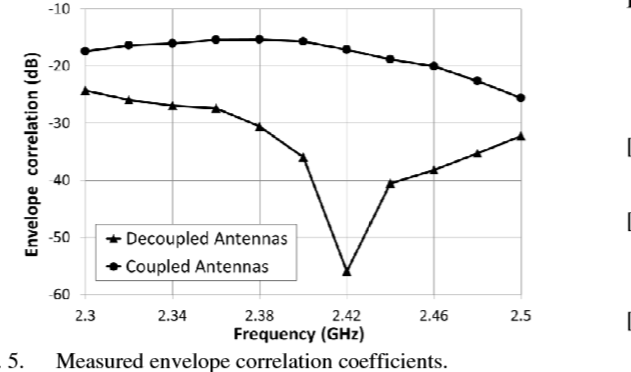 -10
-20
-30
-40
-50
-60
Envelope correlation (dB)
Decoupled Antennas
Coupled Antennas
2.3 2.34 2.38 2.42 2.46 2.5
Frequency (GHz)
. 5. Measured envelope correlation coefficients.
[
[
[